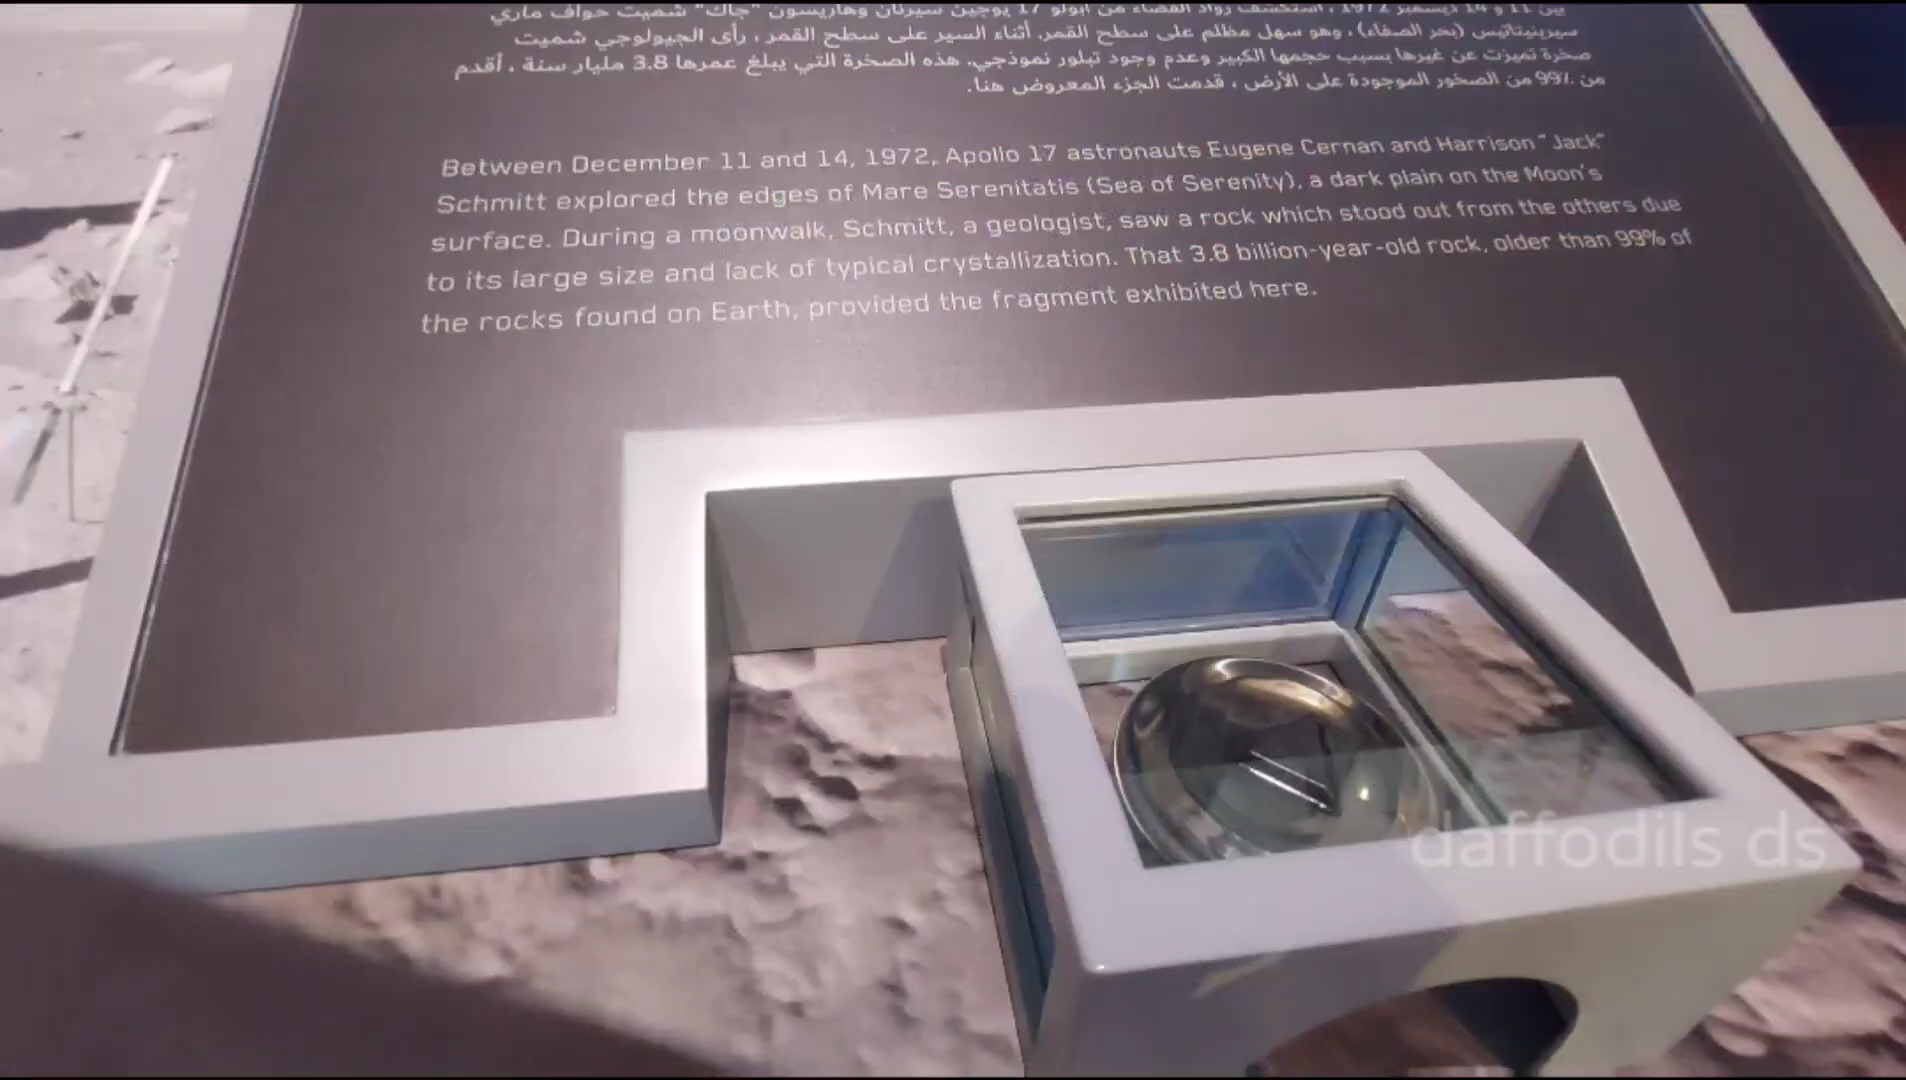 بين 11 و 14 ديسمبر 1972 ، استكشف رواد الفضاء من أبولو 17 يوجين سيرنان وهاريسون "جاك" شميت حواف ماري
سيرينيتاتيس (بحر الصفاء) ، وهو سهل مظلم على سطح القمر. أثناء السير على سطح القمر ، رأى الجيولوجي شميت
صخرة تميزت عن غيرها بسبب حجمها الكبير وعدم وجود تبلور نموذجي. هذه الصخرة التي يبلغ عمرها 3.8 مليار سنة ، أقدم
من 99٪ من الصخور الموجودة على الأرض ، قدمت الجزء المعروض هنا.
Between December 11 and 14, 1972, Apollo 17 astronauts Eugene Cernan and Harrison "Jack"
Schmitt explored the edges of Mare Serenitatis (Sea of Serenity), a dark plain on the Moon's
surface. During a moonwalk, Schmitt, a geologist, saw a rock which stood out from the others due
to its large size and lack of typical crystallization. That 3.8 billion-year-old rock, older than 99% of
the rocks found on Earth, provided the fragment exhibited here.
daffodils ds